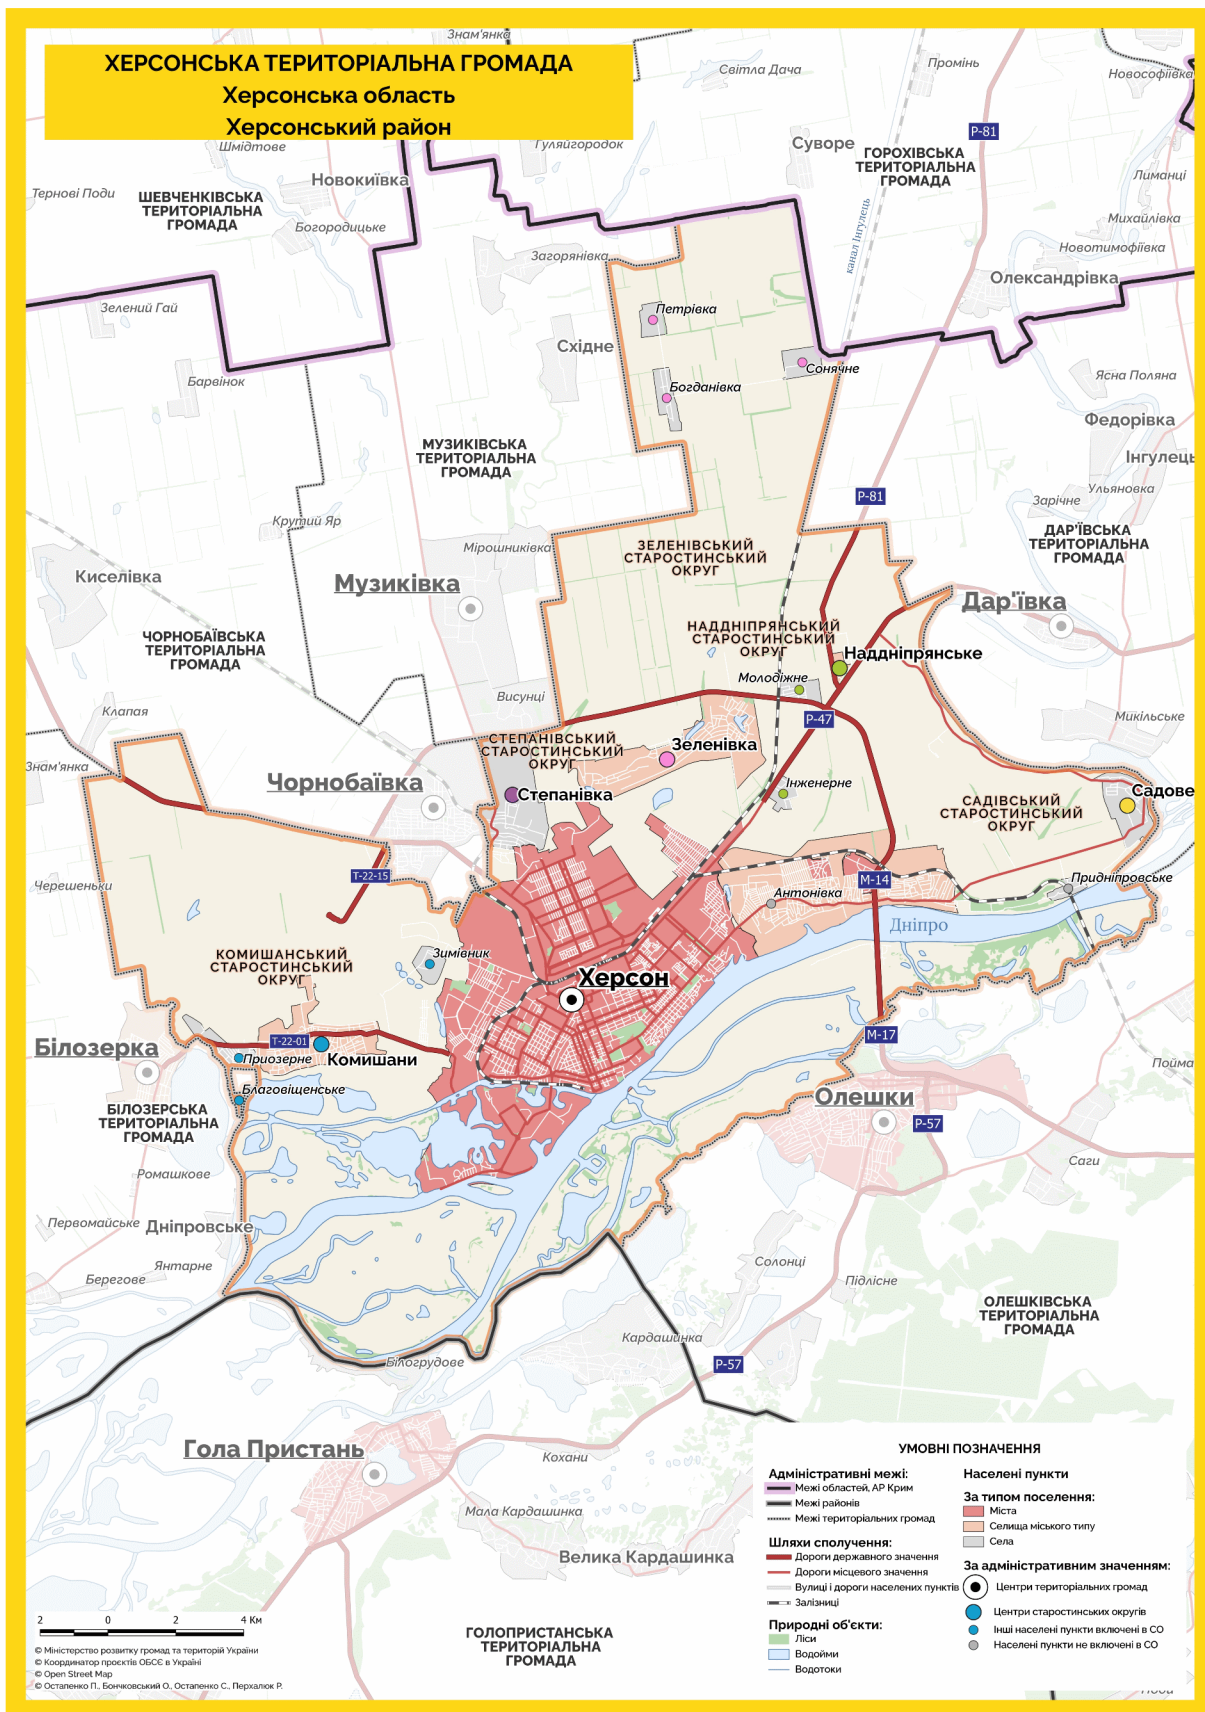 ХЕРСОНСЬКА ТЕРИТОРІАЛЬНА ГРОМАДА
Херсонська область
Херсонський район
Знам'янка
Світла Дача
Промінь
Новософіївка
Р-81
Шмідтове
Гуляйгородок
Суворе
ГОРОХІВСЬКА
ТЕРИТОРІАЛЬНА
ГРОМАДА
Новокиївка
Тернові Поди
ШЕВЧЕНКІВСЬКА
ТЕРИТОРІАЛЬНА
ГРОМАДА
Лиманці
Богородицьке
Михайлівка
канал Інгулець
Новотимофіївка
Загорянівка
Олександрівка
Зелений Гай
Петрівка
Східне
Сонячне
Барвінок
Богданівка
Ясна Поляна
Федорівка
МУЗИКІВСЬКА
ТЕРИТОРІАЛЬНА
ГРОМАДА
Інгулець
Ульяновка
Р-81
Зарічне
Крутий Яр
ДАР'ЇВСЬКА
ТЕРИТОРІАЛЬНА
ГРОМАДА
Мірошниківка
ЗЕЛЕНІВСЬКИЙ
СТАРОСТИНСЬКИЙ
ОКРУГ
Киселівка
Музиківка
Дар'ївка
ЧОРНОБАЇВСЬКА
ТЕРИТОРІАЛЬНА
ГРОМАДА
НАДДНІПРЯНСЬКИЙ
СТАРОСТИНСЬКИЙ
ОКРУГ
Наддніпрянське
Молодіжне
Висунці
Клапая
Р-47
Микільське
СТЕПАНІВСЬКИЙ
СТАРОСТИНСЬКИЙ
ОКРУГ
Зеленівка
Знам'янка
Чорнобаївка
Інженерне
Степанівка
Садове
САДІВСЬКИЙ
СТАРОСТИНСЬКИЙ
ОКРУГ
Т-22-15
М-14
Придніпровське
Черешеньки
Антонівка
Дніпро
КОМИШАНСЬКИЙ
СТАРОСТИНСЬКИЙ
ОКРУГ
Зимівник
Херсон
Білозерка
Т-22-01
М-17
Приозерне
Комишани
Пойма
Благовіщенське
Олешки
БІЛОЗЕРСЬКА
ТЕРИТОРІАЛЬНА
ГРОМАДА
Р-57
Саги
Ромашкове
Первомайське
Дніпровське
Янтарне
Берегове
Солонці
Підлісне
ОЛЕШКІВСЬКА
ТЕРИТОРІАЛЬНА
ГРОМАДА
Кардашинка
Білогрудове
Р-57
Гола Пристань
Кохани
Мала Кардашинка
Велика Кардашинка
ГОЛОПРИСТАНСЬКА
ТЕРИТОРІАЛЬНА
ГРОМАДА
УМОВНІ ПОЗНАЧЕННЯ
Адміністративні межі:
Межі областей, АР Крим
Межі районів
Межі територіальних громад
Шляхи сполучення:
Дороги державного значення
Дороги місцевого значення
Вулиці і дороги населених пунктів
Залізниці
Природні об'єкти:
Ліси
Водойми
Водотоки
Населені пункти
За типом поселення:
Міста
Селища міського типу
Села
За адміністративним значенням:
Центри територіальних громад
Центри старостинських округів
Інші населені пункти включені в СО
Населені пункти не включені в СО
2 0 2 4 Км
© Міністерство розвитку громад та територій України
© Координатор проєктів ОБСЄ в Україні
© Open Street Map
© Остапенко П., Бончковський О., Остапенко С., Перхалюк Р.